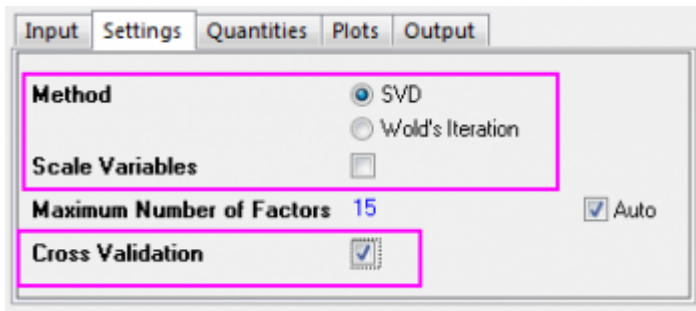 Input Settings Quantities Plots Output
Method SVD
Wold's Iteration
Scale Variables
Maximum Number of Factors 15 Auto
Cross Validation